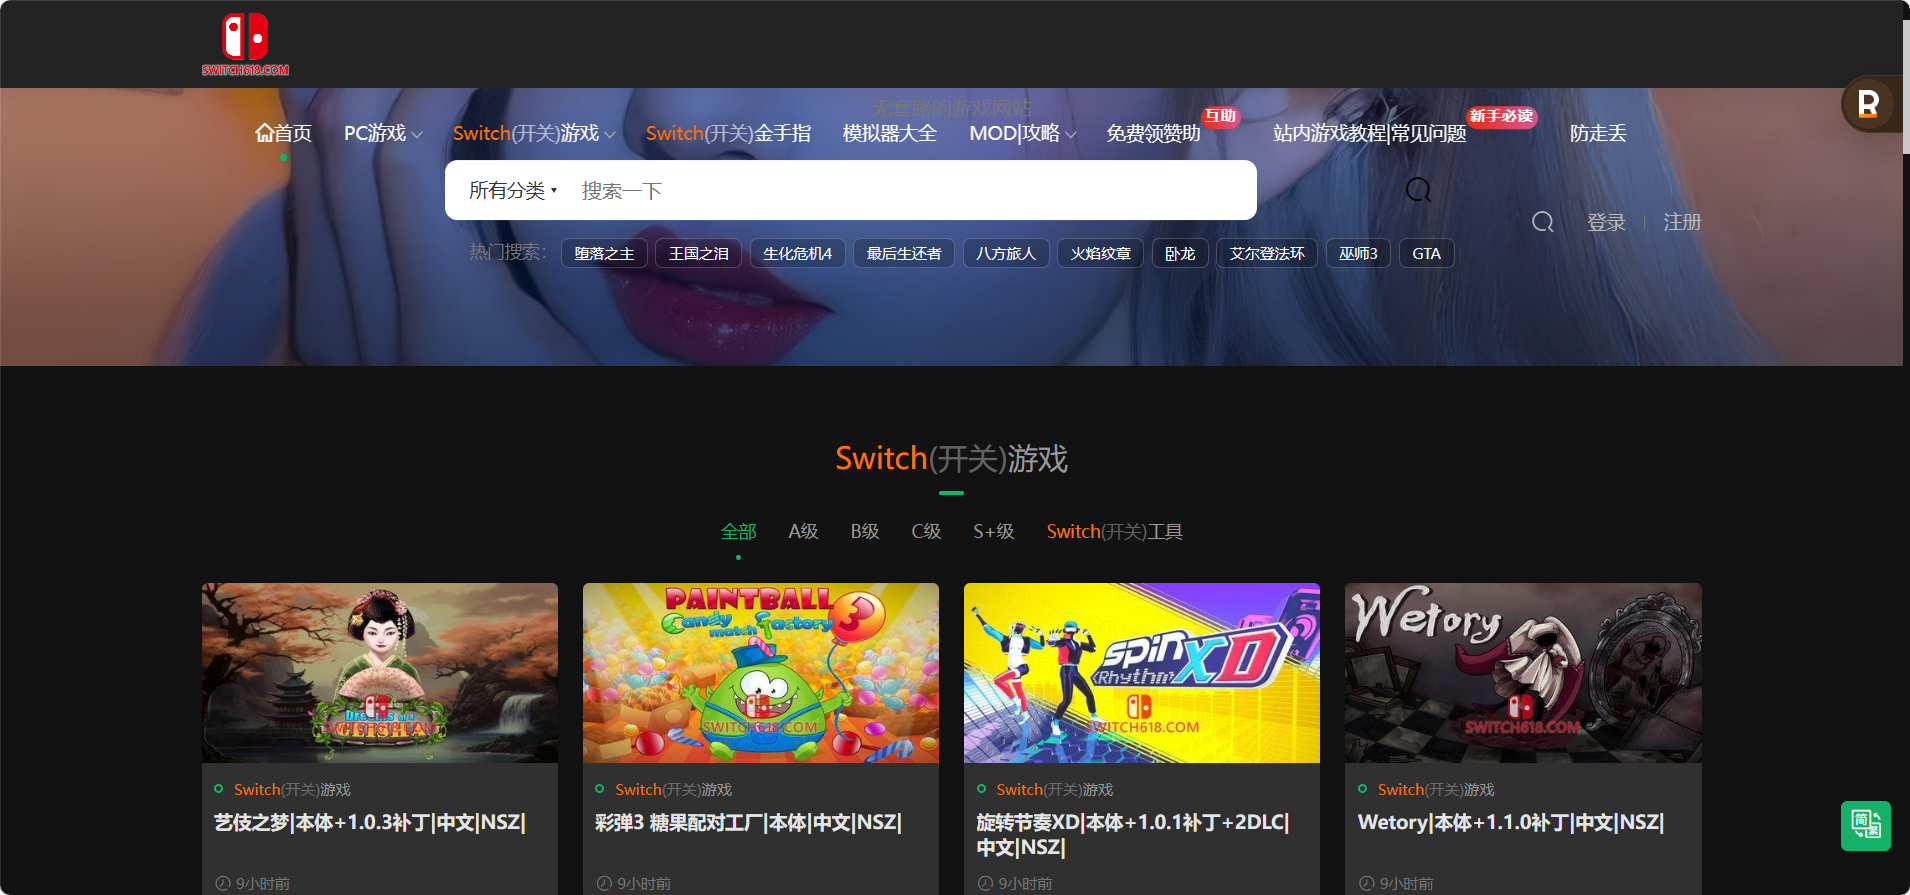 SWITCH618.COM
无套路的游戏网站
首页 PC游戏 Switch(开关)游戏 Switch(开关)金手指 模拟器大全 MOD|攻略 免费领赞助 互助 站内游戏教程|常见问题 新手必读 防走丢
所有分类 搜索一下
登录 注册
热门搜索: 堕落之主 王国之泪 生化危机4 最后生还者 八方旅人 火焰纹章 卧龙 艾尔登法环 巫师3 GTA
Switch(开关)游戏
全部 A级 B级 C级 S+级 Switch(开关)工具
SWITCH618.COM
PAINTBALL 3
Candy match Factory
SWITCH618.COM
Spin Rhythm XD
SWITCH618.COM
Wetory
SWITCH618.COM
Switch(开关)游戏
艺伎之梦|本体+1.0.3补丁|中文|NSZ|
9小时前
Switch(开关)游戏
彩弹3 糖果配对工厂|本体|中文|NSZ|
9小时前
Switch(开关)游戏
旋转节奏XD|本体+1.0.1补丁+2DLC|
中文|NSZ|
9小时前
Switch(开关)游戏
Wetory|本体+1.1.0补丁|中文|NSZ|
9小时前
R
简繁